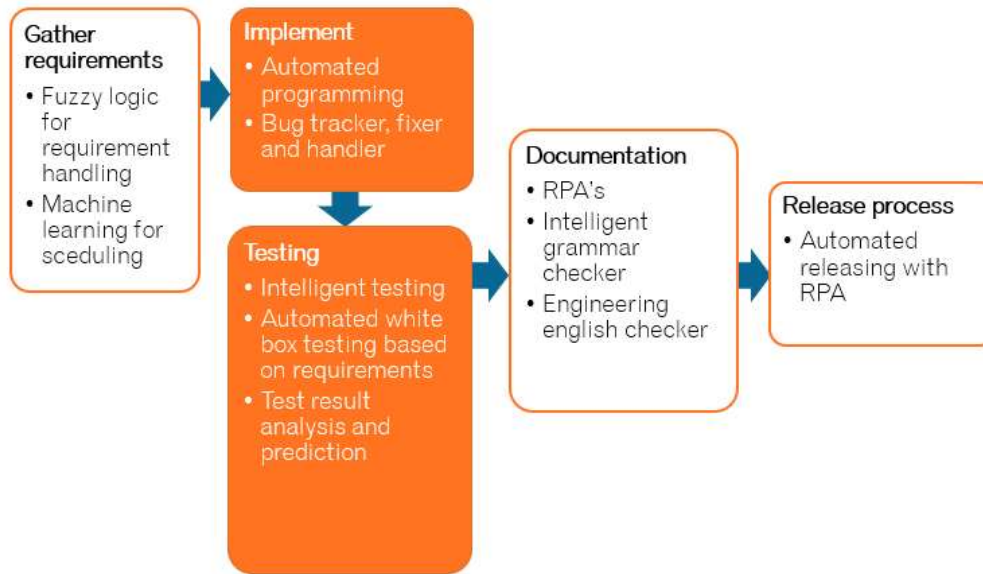 Gather
requirements
• Fuzzy logic
for
requirement
handling
• Machine
learning for
sceduling
Implement
• Automated
programming
• Bug tracker, fixer
and handler
Testing
• Intelligent testing
• Automated white
box testing based
on requirements
• Test result
analysis and
prediction
Documentation
• RPA's
• Intelligent
grammar
checker
• Engineering
english checker
Release process
• Automated
releasing with
RPA